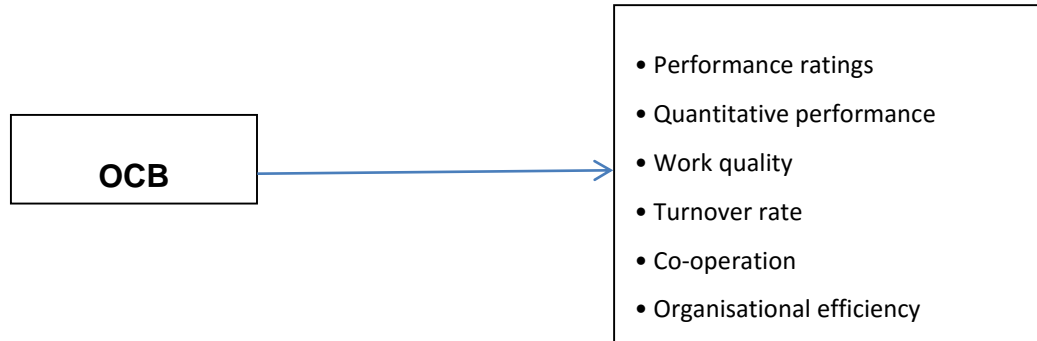 OCB
• Performance ratings
• Quantitative performance
• Work quality
• Turnover rate
• Co-operation
• Organisational efficiency